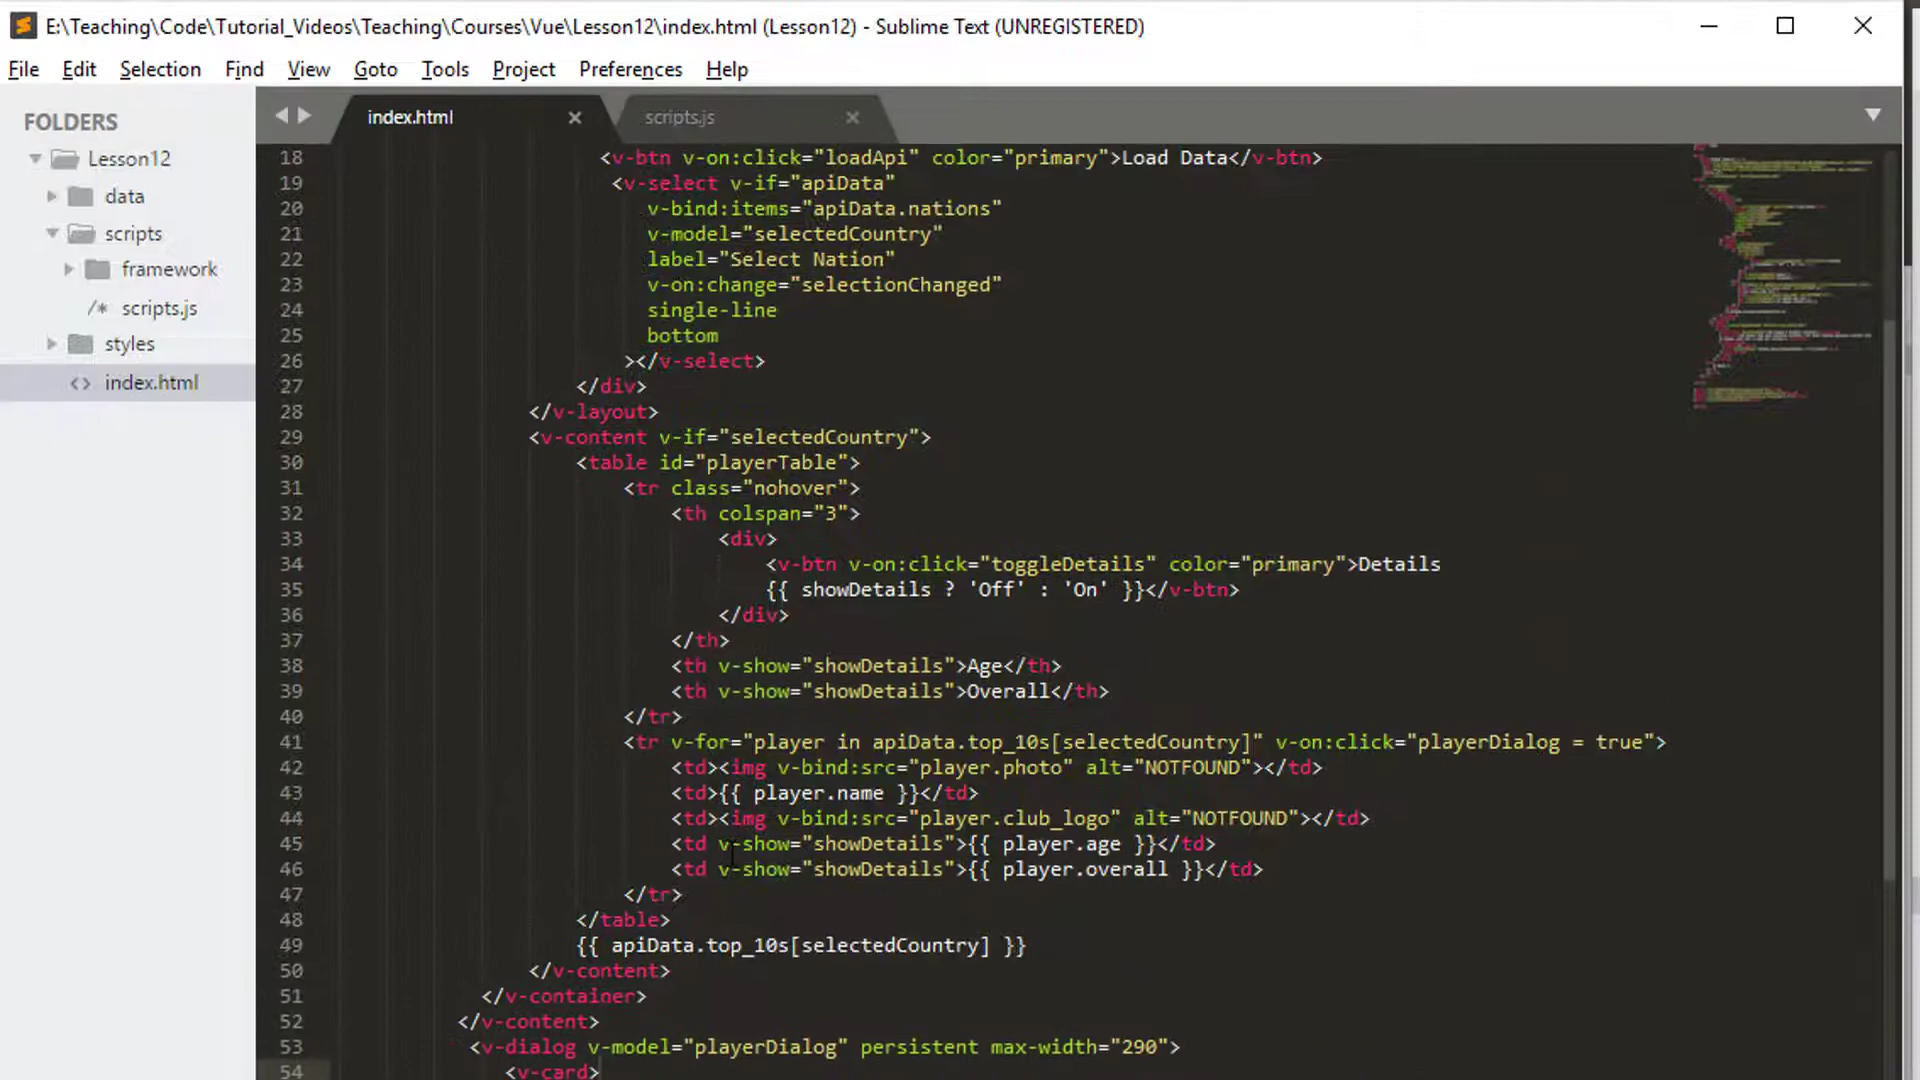 E:\Teaching\Code\Tutorial_Videos\Teaching\Courses\Vue\Lesson12\index.html (Lesson12) - Sublime Text (UNREGISTERED)
File Edit Selection Find View Goto Tools Project Preferences Help
FOLDERS
Lesson12
data
scripts
framework
/* scripts.js
styles
<> index.html
index.html × scripts.js ×
18 <v-btn v-on:click="loadApi" color="primary">Load Data</v-btn>
19 <v-select v-if="apiData"
20 v-bind:items="apiData.nations"
21 v-model="selectedCountry"
22 label="Select Nation"
23 v-on:change="selectionChanged"
24 single-line
25 bottom
26 ></v-select>
27 </div>
28 </v-layout>
29 <v-content v-if="selectedCountry">
30 <table id="playerTable">
31 <tr class="nohover">
32 <th colspan="3">
33 <div>
34 <v-btn v-on:click="toggleDetails" color="primary">Details
35 {{ showDetails ? 'Off' : 'On' }}</v-btn>
36 </div>
37 </th>
38 <th v-show="showDetails">Age</th>
39 <th v-show="showDetails">Overall</th>
40 </tr>
41 <tr v-for="player in apiData.top_10s[selectedCountry]" v-on:click="playerDialog = true">
42 <td><img v-bind:src="player.photo" alt="NOTFOUND"></td>
43 <td>{{ player.name }}</td>
44 <td><img v-bind:src="player.club_logo" alt="NOTFOUND"></td>
45 <td v-show="showDetails">{{ player.age }}</td>
46 <td v-show="showDetails">{{ player.overall }}</td>
47 </tr>
48 </table>
49 {{ apiData.top_10s[selectedCountry] }}
50 </v-content>
51 </v-container>
52 </v-content>
53 <v-dialog v-model="playerDialog" persistent max-width="290">
54 <v-card>